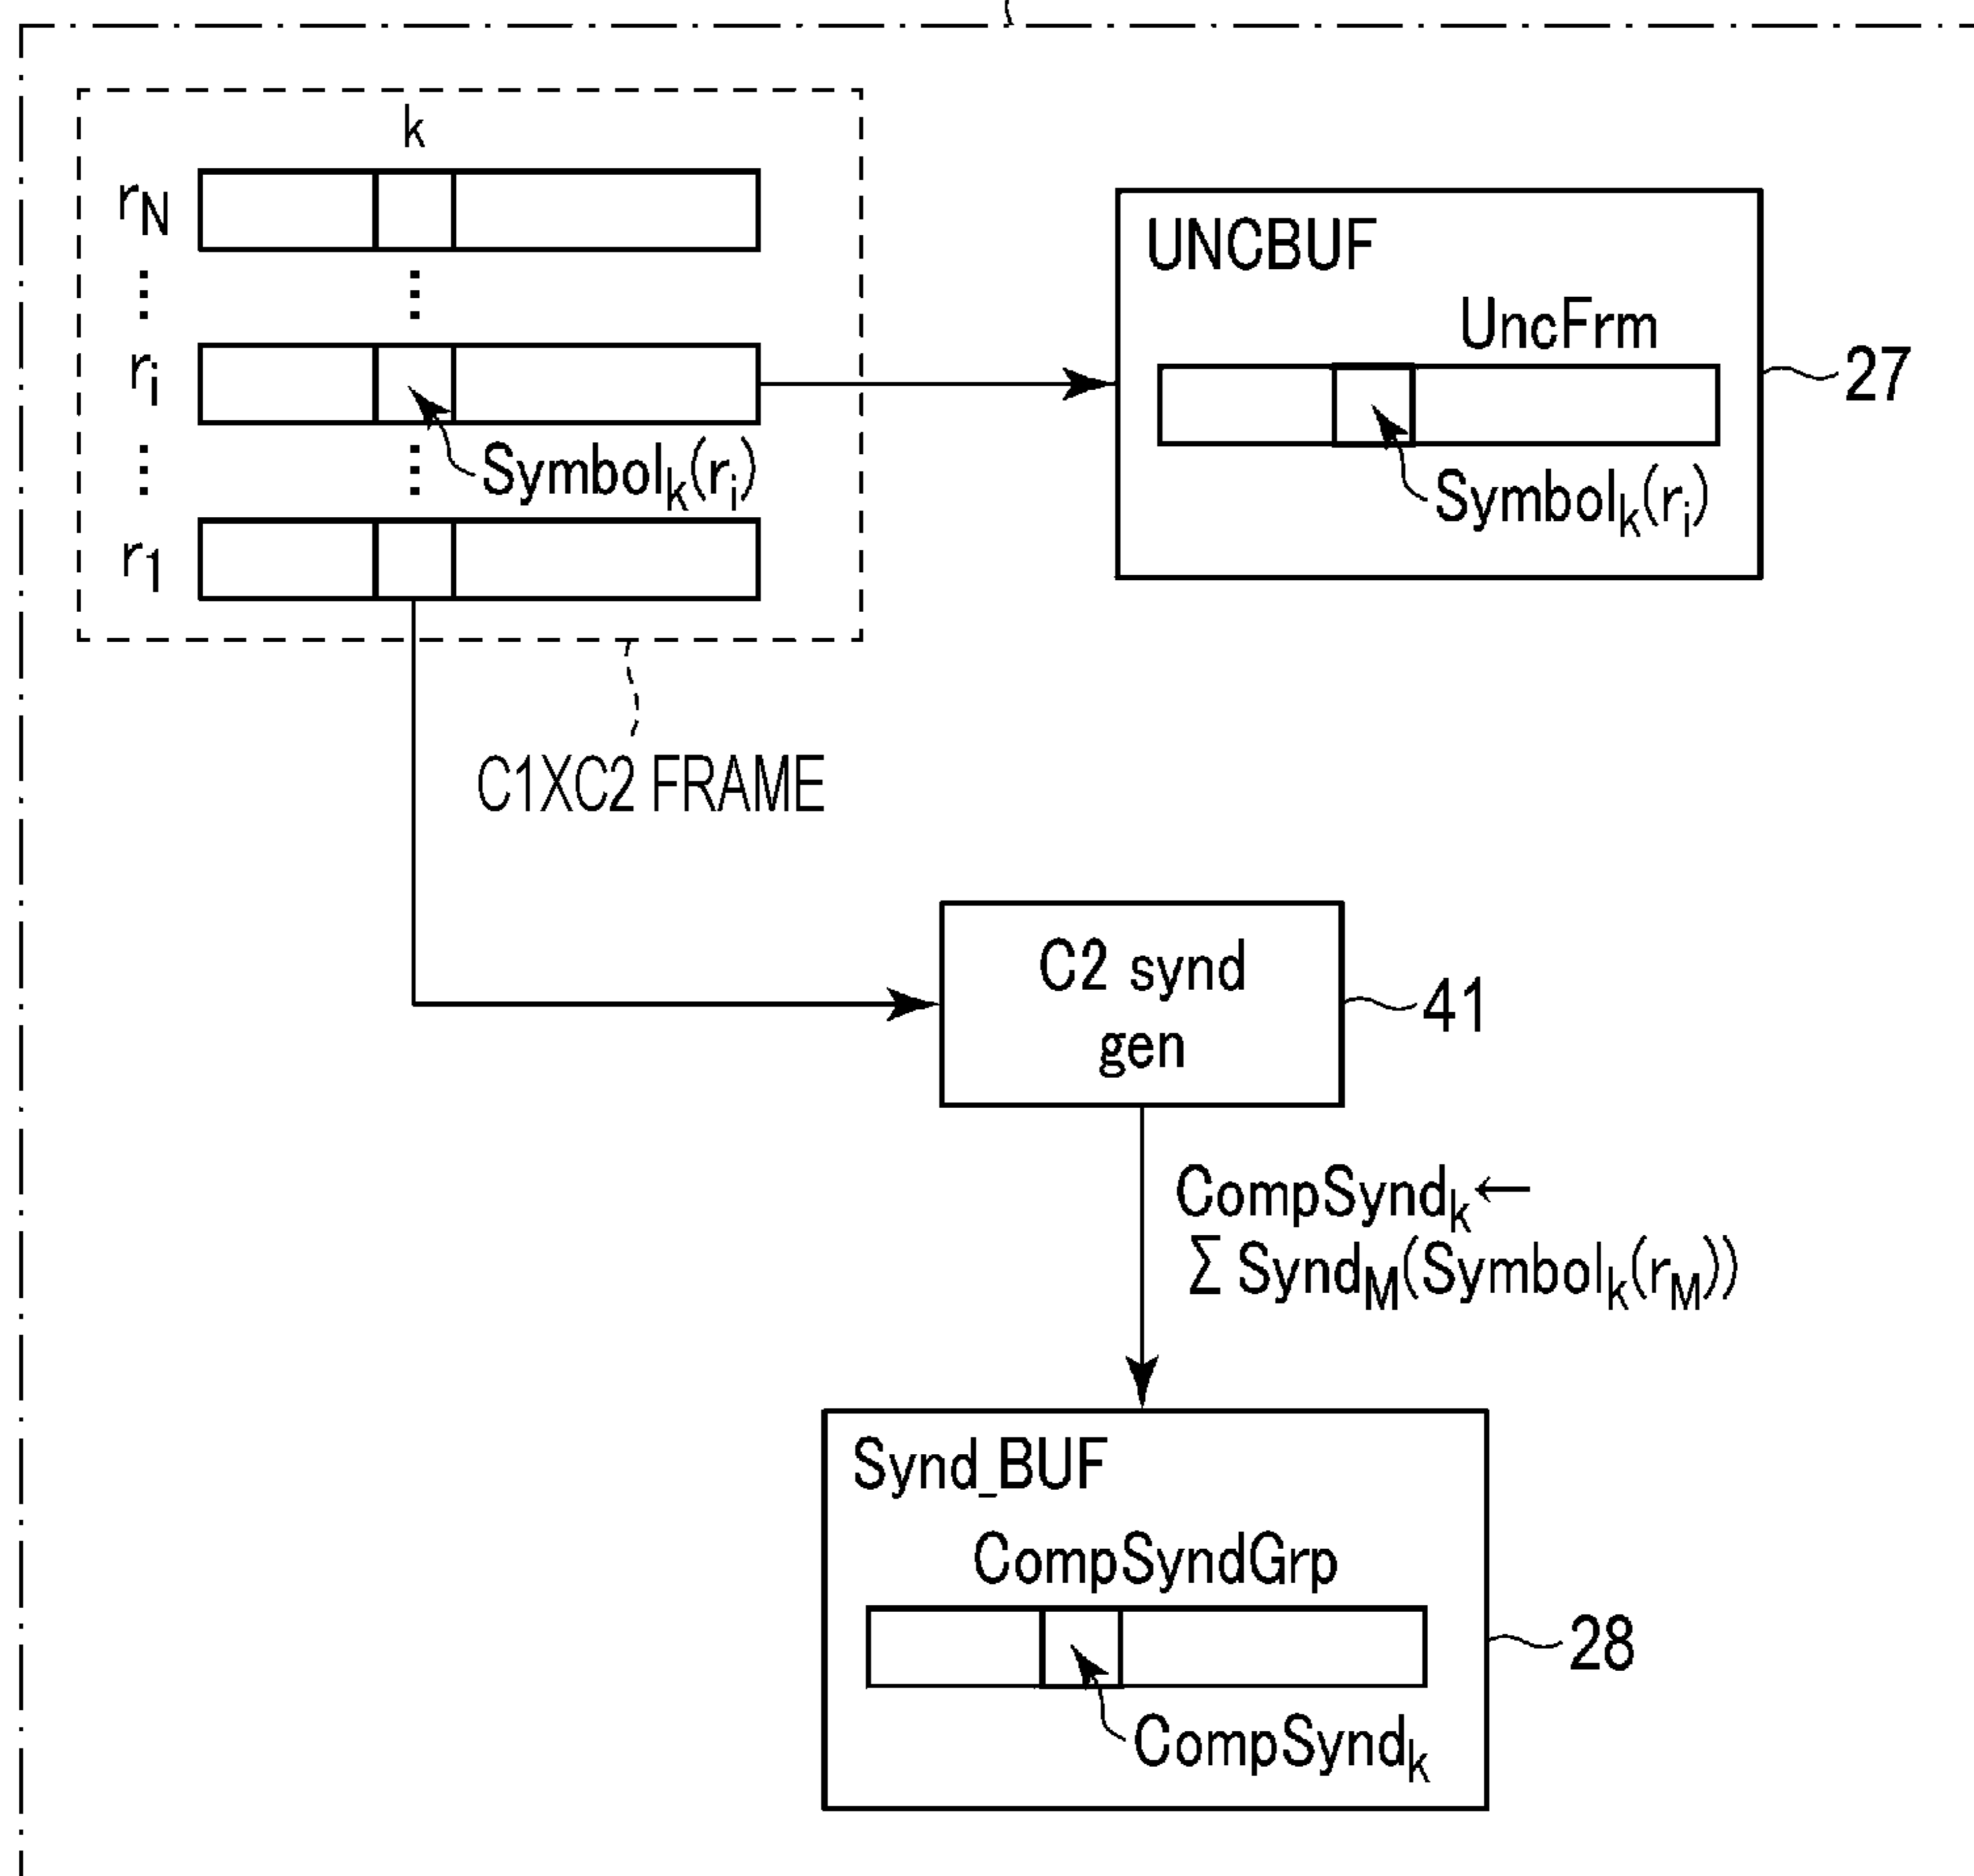 k
rN
ri
Symbolk(ri)
r1
C1XC2 FRAME
UNCBUF
UncFrm
Symbolk(ri)
27
C2 synd
gen
41
CompSyndk←
Σ SyndM(Symbolk(rM))
Synd_BUF
CompSyndGrp
CompSyndk
28